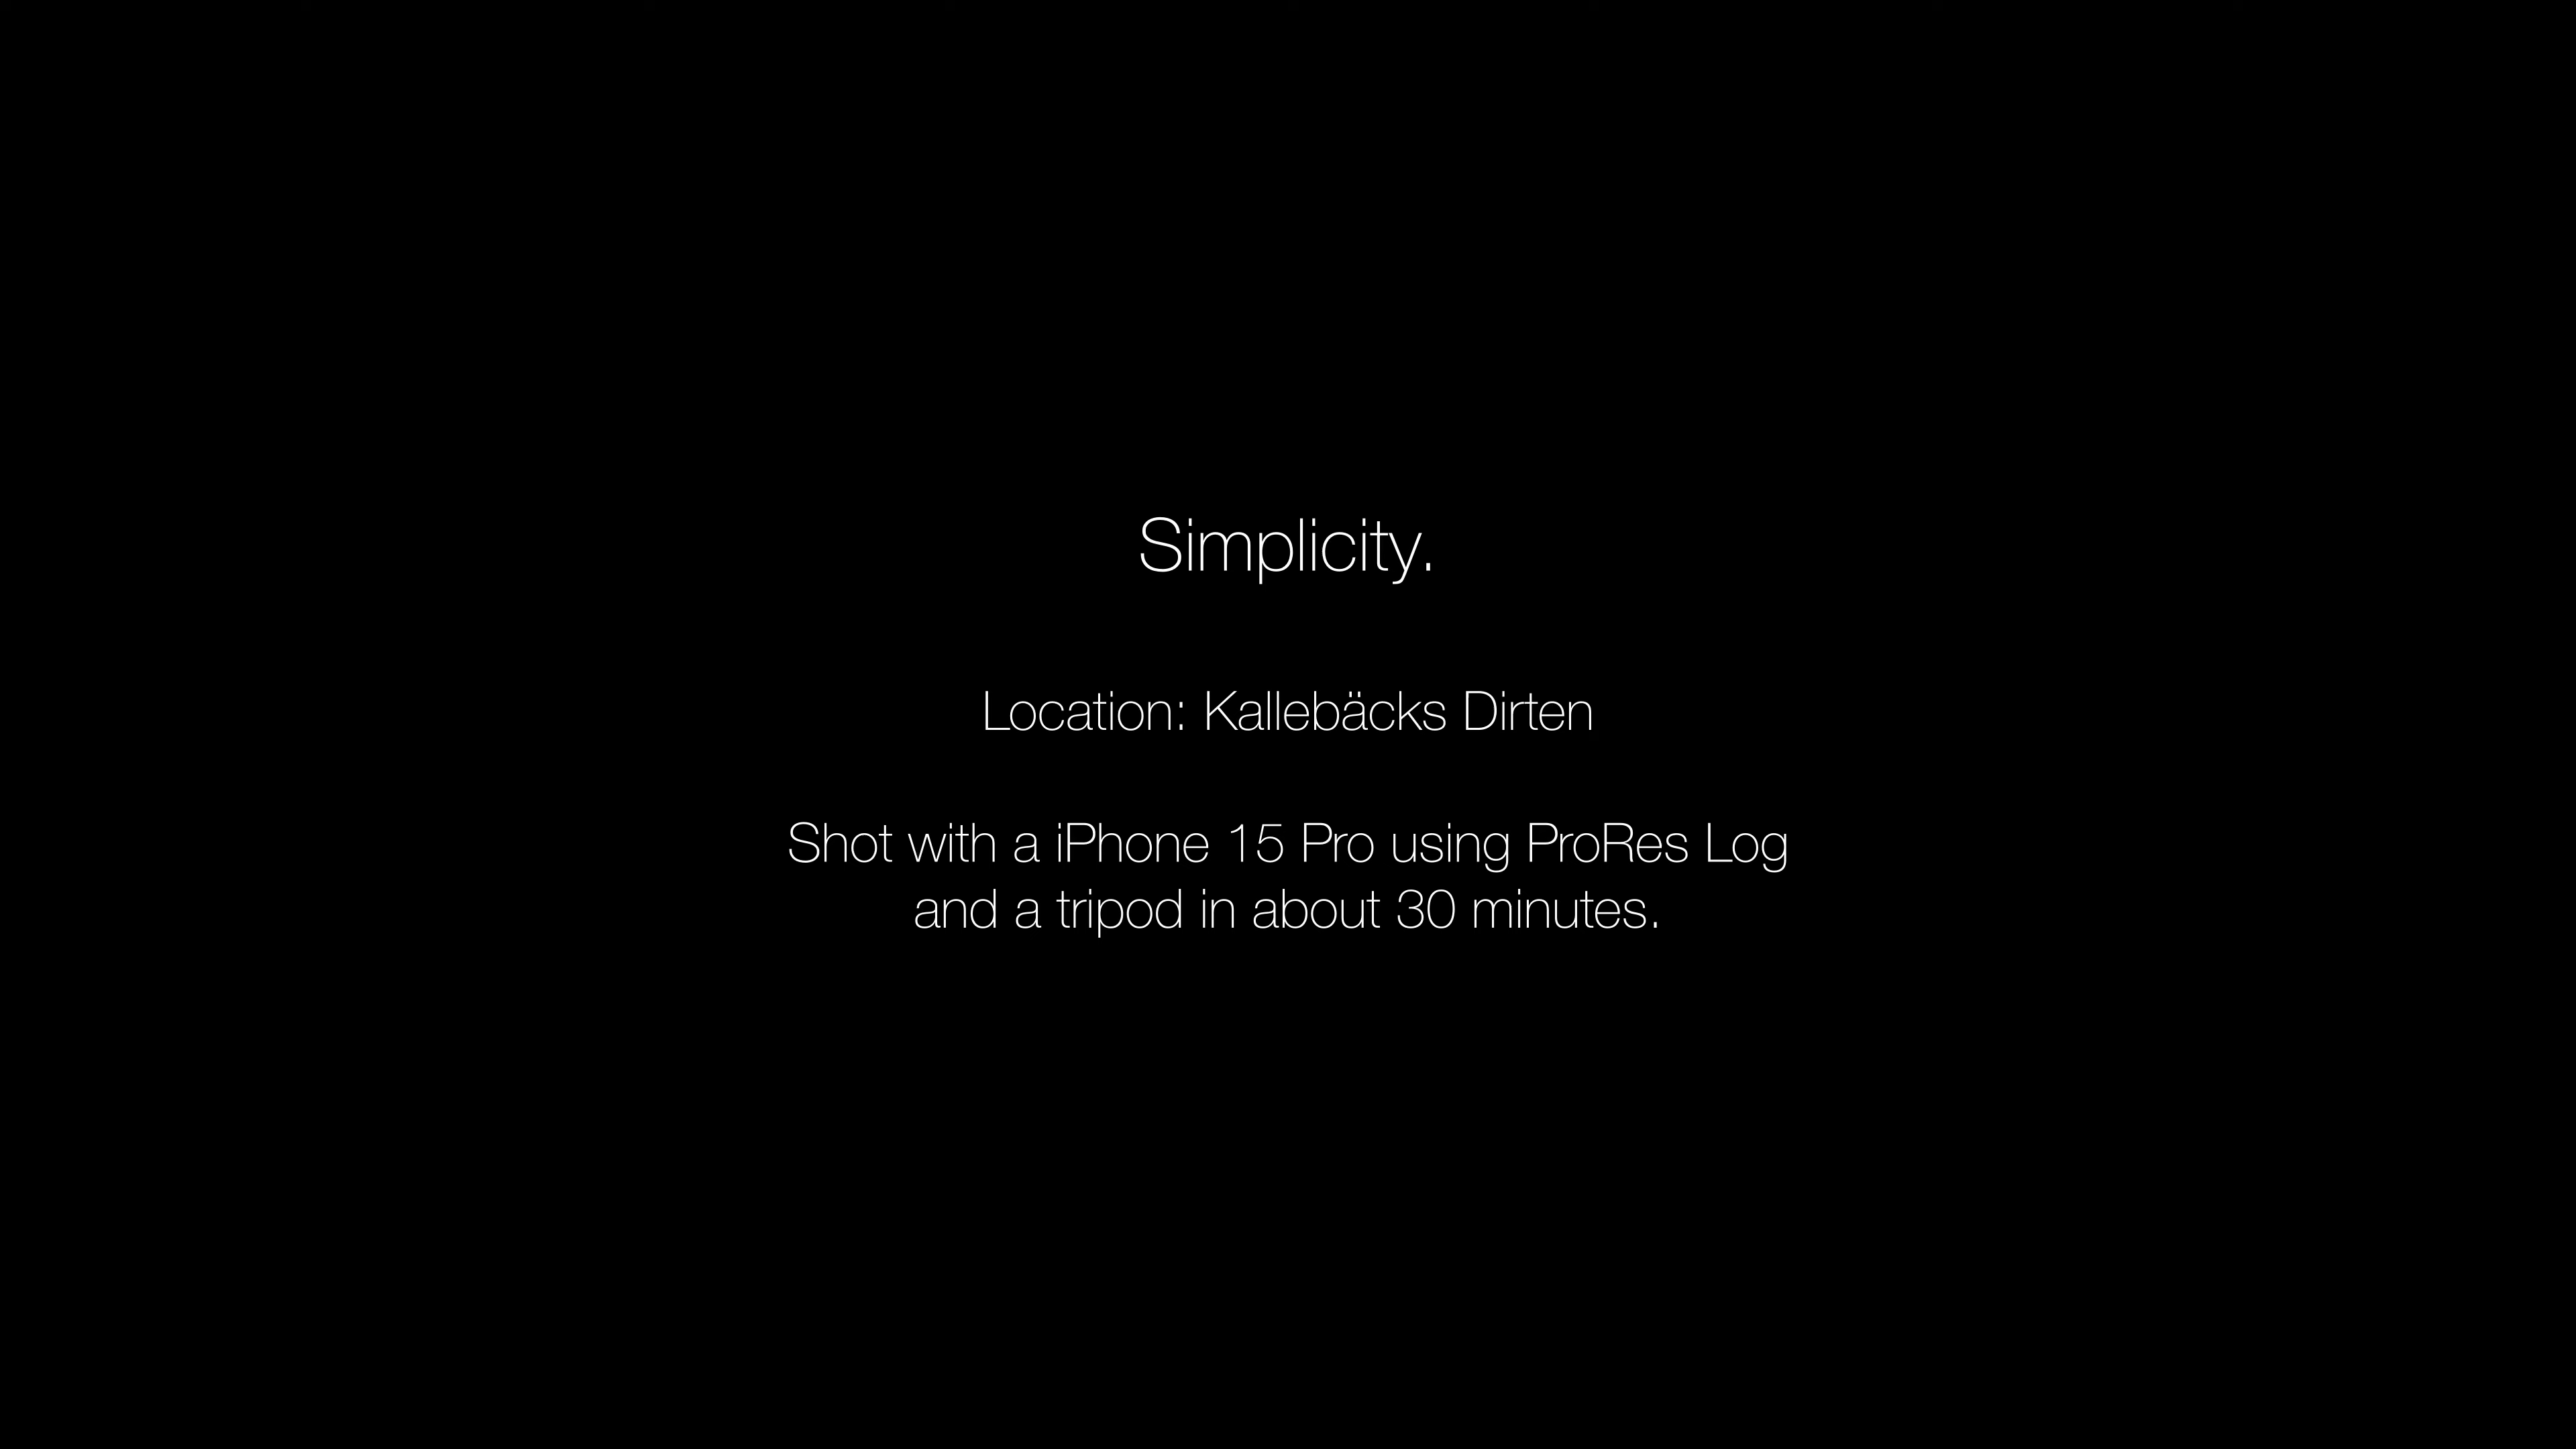 Simplicity.
Location: Kallebäcks Dirten
Shot with a iPhone 15 Pro using ProRes Log
and a tripod in about 30 minutes.